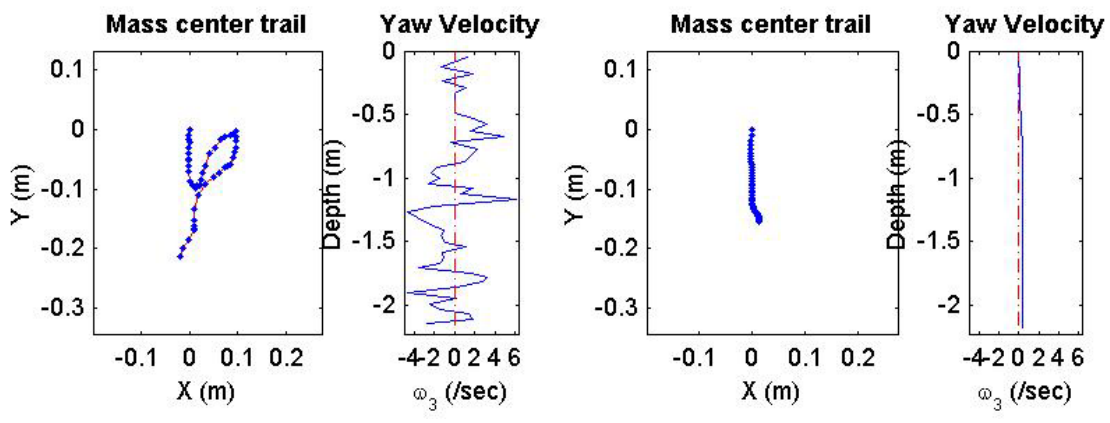 Mass center trail
Yaw Velocity
Mass center trail
Yaw Velocity
0.1
0
-0.1
-0.2
-0.3
Y (m)
-0.1 0 0.1 0.2
X (m)
0
-0.5
-1
-1.5
-2
Depth (m)
-4 -2 0 2 4 6
ω3 (/sec)
0.1
0
-0.1
-0.2
-0.3
Y (m)
-0.1 0 0.1 0.2
X (m)
0
-0.5
-1
-1.5
-2
Depth (m)
-4 -2 0 2 4 6
ω3 (/sec)